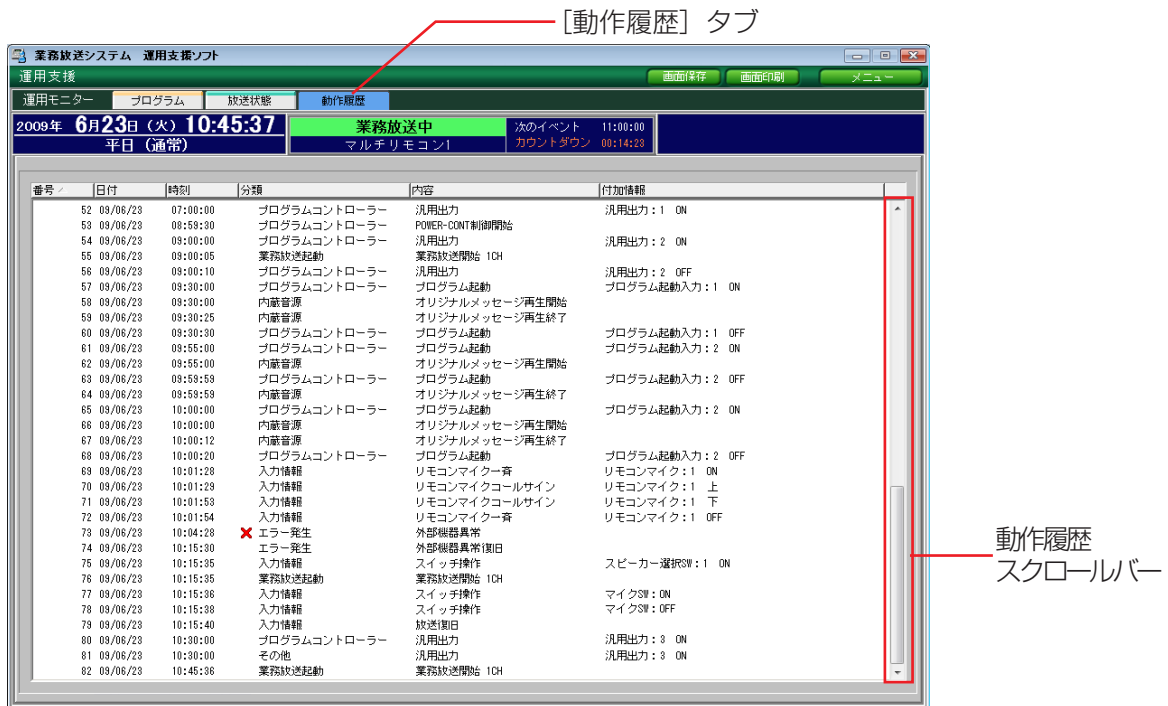 ［動作履歴］タブ
業務放送システム 運用支援ソフト
運用支援 画面保存 画面印刷 メニュー
運用モニター プログラム 放送状態 動作履歴
2009年 6月23日（火）10:45:37 業務放送中 次のイベント 11:00:00
平日（通常） マルチリモコン1 カウントダウン 00:14:23
番号 日付 時刻 分類 内容 付加情報
52 09/06/23 07:00:00 プログラムコントローラー 汎用出力 汎用出力：1 ON
53 09/06/23 08:59:30 プログラムコントローラー POWER-CONT制御開始
54 09/06/23 09:00:00 プログラムコントローラー 汎用出力 汎用出力：2 ON
55 09/06/23 09:00:05 業務放送起動 業務放送開始 1CH
56 09/06/23 09:00:10 プログラムコントローラー 汎用出力 汎用出力：2 OFF
57 09/06/23 09:30:00 プログラムコントローラー プログラム起動 プログラム起動入力：1 ON
58 09/06/23 09:30:00 内蔵音源 オリジナルメッセージ再生開始
59 09/06/23 09:30:25 内蔵音源 オリジナルメッセージ再生終了
60 09/06/23 09:30:30 プログラムコントローラー プログラム起動 プログラム起動入力：1 OFF
61 09/06/23 09:55:00 プログラムコントローラー プログラム起動 プログラム起動入力：2 ON
62 09/06/23 09:55:00 内蔵音源 オリジナルメッセージ再生開始
63 09/06/23 09:59:59 プログラムコントローラー プログラム起動 プログラム起動入力：2 OFF
64 09/06/23 09:59:59 内蔵音源 オリジナルメッセージ再生終了
65 09/06/23 10:00:00 プログラムコントローラー プログラム起動 プログラム起動入力：2 ON
66 09/06/23 10:00:00 内蔵音源 オリジナルメッセージ再生開始
67 09/06/23 10:00:12 内蔵音源 オリジナルメッセージ再生終了
68 09/06/23 10:00:20 プログラムコントローラー プログラム起動 プログラム起動入力：2 OFF
69 09/06/23 10:01:28 入力情報 リモコンマイク一斉 リモコンマイク：1 ON
70 09/06/23 10:01:29 入力情報 リモコンマイクコールサイン リモコンマイク：1 上
71 09/06/23 10:01:53 入力情報 リモコンマイクコールサイン リモコンマイク：1 下
72 09/06/23 10:01:54 入力情報 リモコンマイク一斉 リモコンマイク：1 OFF
73 09/06/23 10:04:28 エラー発生 外部機器異常
74 09/06/23 10:15:30 エラー発生 外部機器異常復旧
75 09/06/23 10:15:35 入力情報 スイッチ操作 スピーカー選択SW：1 ON
76 09/06/23 10:15:35 業務放送起動 業務放送開始 1CH
77 09/06/23 10:15:36 入力情報 スイッチ操作 マイクSW：ON
78 09/06/23 10:15:38 入力情報 スイッチ操作 マイクSW：OFF
79 09/06/23 10:15:40 入力情報 放送復旧
80 09/06/23 10:30:00 プログラムコントローラー 汎用出力 汎用出力：3 ON
81 09/06/23 10:30:00 その他 汎用出力 汎用出力：3 ON
82 09/06/23 10:45:36 業務放送起動 業務放送開始 1CH
動作履歴
スクロールバー